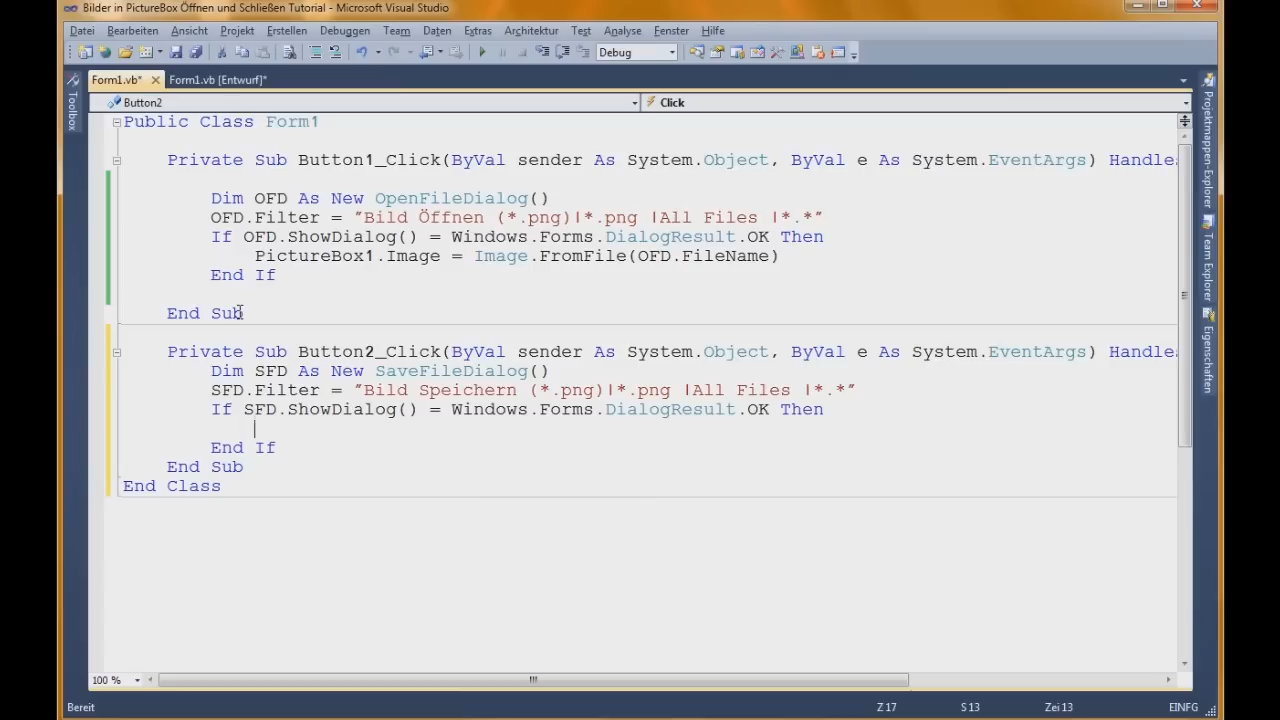 Bilder in PictureBox Öffnen und Schließen Tutorial - Microsoft Visual Studio
Datei Bearbeiten Ansicht Projekt Erstellen Debuggen Team Daten Extras Architektur Test Analyse Fenster Hilfe
Debug
Form1.vb* Form1.vb [Entwurf]*
Toolbox
Button2 Click
Public Class Form1
Private Sub Button1_Click(ByVal sender As System.Object, ByVal e As System.EventArgs) Handle
Dim OFD As New OpenFileDialog()
OFD.Filter = "Bild Öffnen (*.png)|*.png |All Files |*.*"
If OFD.ShowDialog() = Windows.Forms.DialogResult.OK Then
PictureBox1.Image = Image.FromFile(OFD.FileName)
End If
End Sub
Private Sub Button2_Click(ByVal sender As System.Object, ByVal e As System.EventArgs) Handle
Dim SFD As New SaveFileDialog()
SFD.Filter = "Bild Speichern (*.png)|*.png |All Files |*.*"
If SFD.ShowDialog() = Windows.Forms.DialogResult.OK Then
End If
End Sub
End Class
Projektmappen-Explorer
Team Explorer
Eigenschaften
100 %
Bereit Z 17 S 13 Zei 13 EINFG